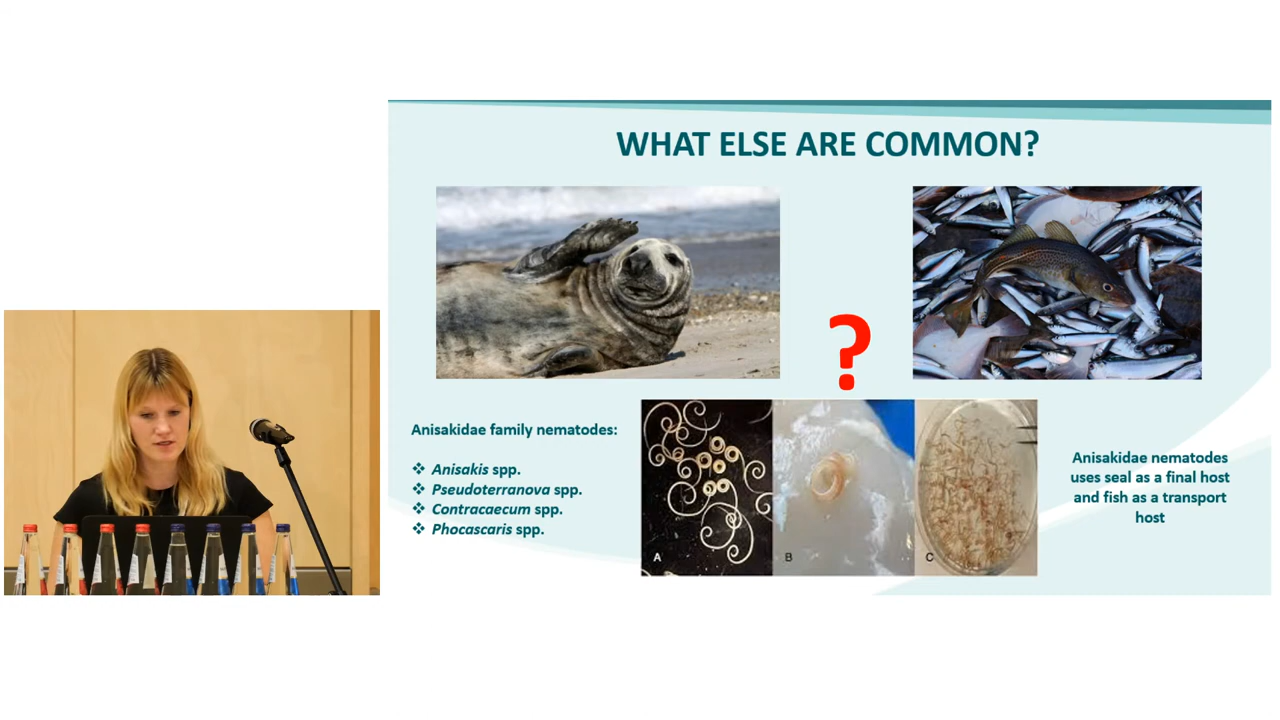 WHAT ELSE ARE COMMON?
?
Anisakidae family nematodes:
❖ Anisakis spp.
❖ Pseudoterranova spp.
❖ Contracaecum spp.
❖ Phocascaris spp.
A
B
C
Anisakidae nematodes
uses seal as a final host
and fish as a transport
host